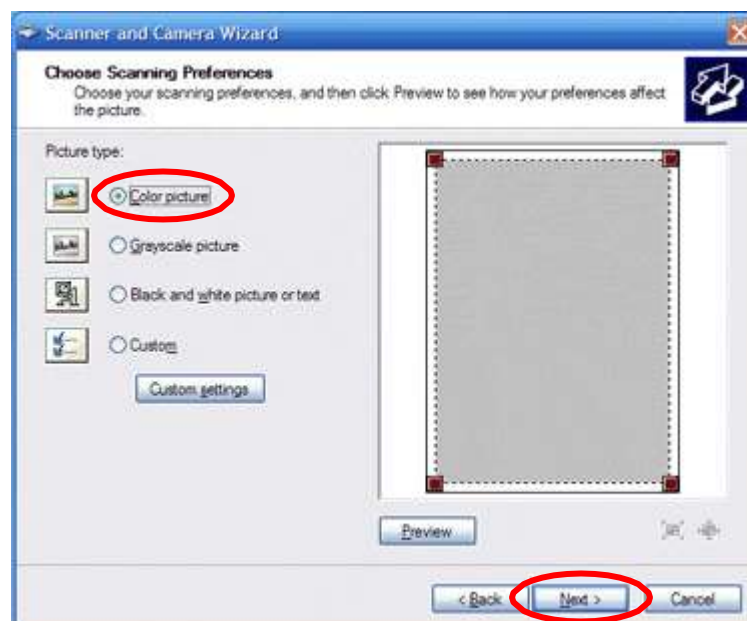 Scanner and Camera Wizard
Choose Scanning Preferences
Choose your scanning preferences, and then click Preview to see how your preferences affect
the picture.
Picture type:
Color picture
Grayscale picture
Black and white picture or text
Custom
Custom settings
Preview
< Back
Next >
Cancel